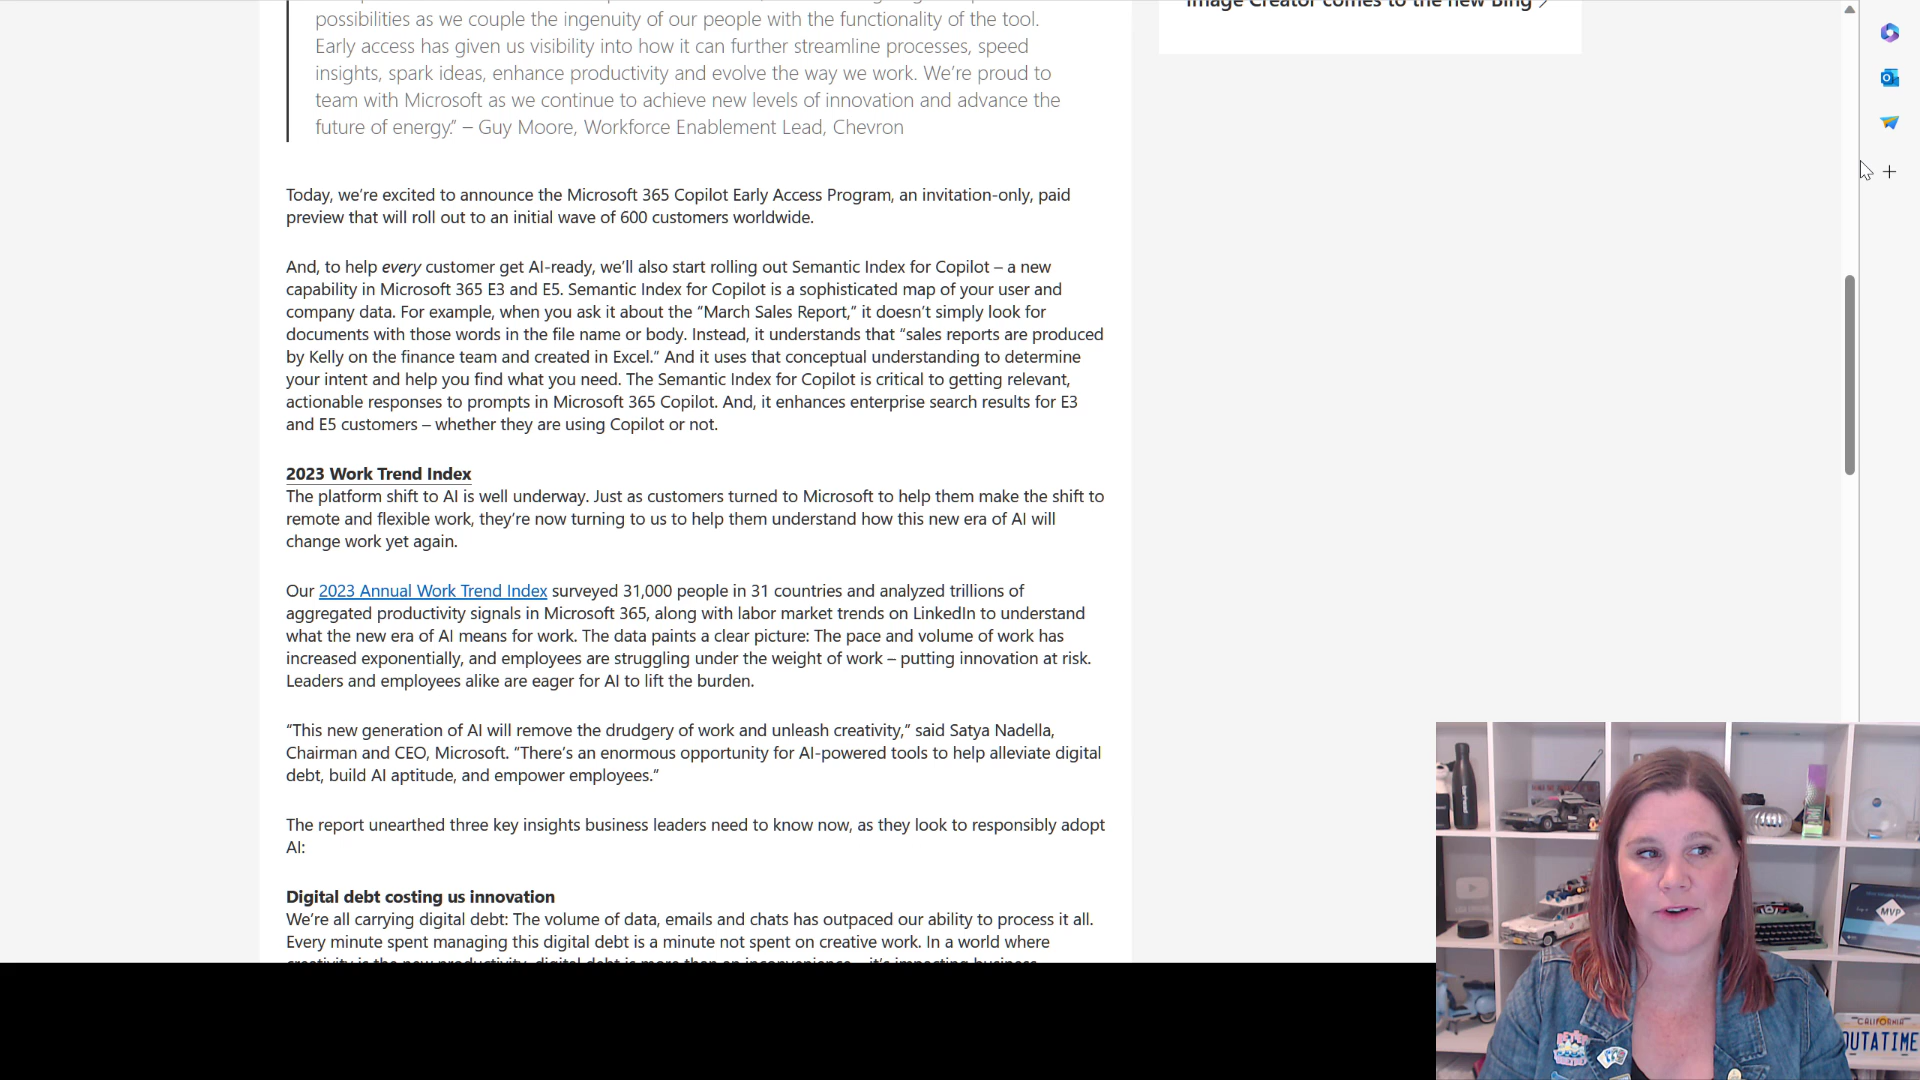 Image Creator comes to the new Bing
possibilities as we couple the ingenuity of our people with the functionality of the tool.
Early access has given us visibility into how it can further streamline processes, speed
insights, spark ideas, enhance productivity and evolve the way we work. We’re proud to
team with Microsoft as we continue to achieve new levels of innovation and advance the
future of energy.” – Guy Moore, Workforce Enablement Lead, Chevron
Today, we’re excited to announce the Microsoft 365 Copilot Early Access Program, an invitation-only, paid
preview that will roll out to an initial wave of 600 customers worldwide.
And, to help every customer get AI-ready, we’ll also start rolling out Semantic Index for Copilot – a new
capability in Microsoft 365 E3 and E5. Semantic Index for Copilot is a sophisticated map of your user and
company data. For example, when you ask it about the “March Sales Report,” it doesn’t simply look for
documents with those words in the file name or body. Instead, it understands that “sales reports are produced
by Kelly on the finance team and created in Excel.” And it uses that conceptual understanding to determine
your intent and help you find what you need. The Semantic Index for Copilot is critical to getting relevant,
actionable responses to prompts in Microsoft 365 Copilot. And, it enhances enterprise search results for E3
and E5 customers – whether they are using Copilot or not.
2023 Work Trend Index
The platform shift to AI is well underway. Just as customers turned to Microsoft to help them make the shift to
remote and flexible work, they’re now turning to us to help them understand how this new era of AI will
change work yet again.
Our 2023 Annual Work Trend Index surveyed 31,000 people in 31 countries and analyzed trillions of
aggregated productivity signals in Microsoft 365, along with labor market trends on LinkedIn to understand
what the new era of AI means for work. The data paints a clear picture: The pace and volume of work has
increased exponentially, and employees are struggling under the weight of work – putting innovation at risk.
Leaders and employees alike are eager for AI to lift the burden.
“This new generation of AI will remove the drudgery of work and unleash creativity,” said Satya Nadella,
Chairman and CEO, Microsoft. “There’s an enormous opportunity for AI-powered tools to help alleviate digital
debt, build AI aptitude, and empower employees.”
The report unearthed three key insights business leaders need to know now, as they look to responsibly adopt
AI:
Digital debt costing us innovation
We’re all carrying digital debt: The volume of data, emails and chats has outpaced our ability to process it all.
Every minute spent managing this digital debt is a minute not spent on creative work. In a world where
creativity is the new productivity, digital debt is more than an inconvenience – it’s impacting business.
MVP
CALIFORNIA
OUTATIME